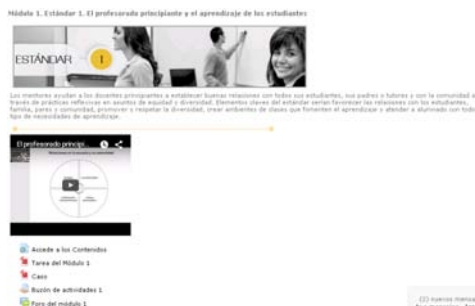 Módulo 1. Estándar 1. El profesorado principiante y el aprendizaje de los estudiantes
ESTÁNDAR 1
Los mentores ayudan a los docentes principiantes a establecer buenas relaciones con todos sus estudiantes, sus padres o tutores y con la comunidad a
través de prácticas reflexivas en asuntos de equidad y diversidad. Elementos claves del estándar serían favorecer las relaciones con los estudiantes,
familia, pares y comunidad, promover y respetar la diversidad, crear ambientes de clases que fomenten el aprendizaje y atender a alumnado con todo
tipo de necesidades de aprendizaje.
El profesorado principi...
Accede a los Contenidos
Tarea del Módulo 1
Caso
Buzón de actividades 1
Foro del módulo 1
(2) nuevos